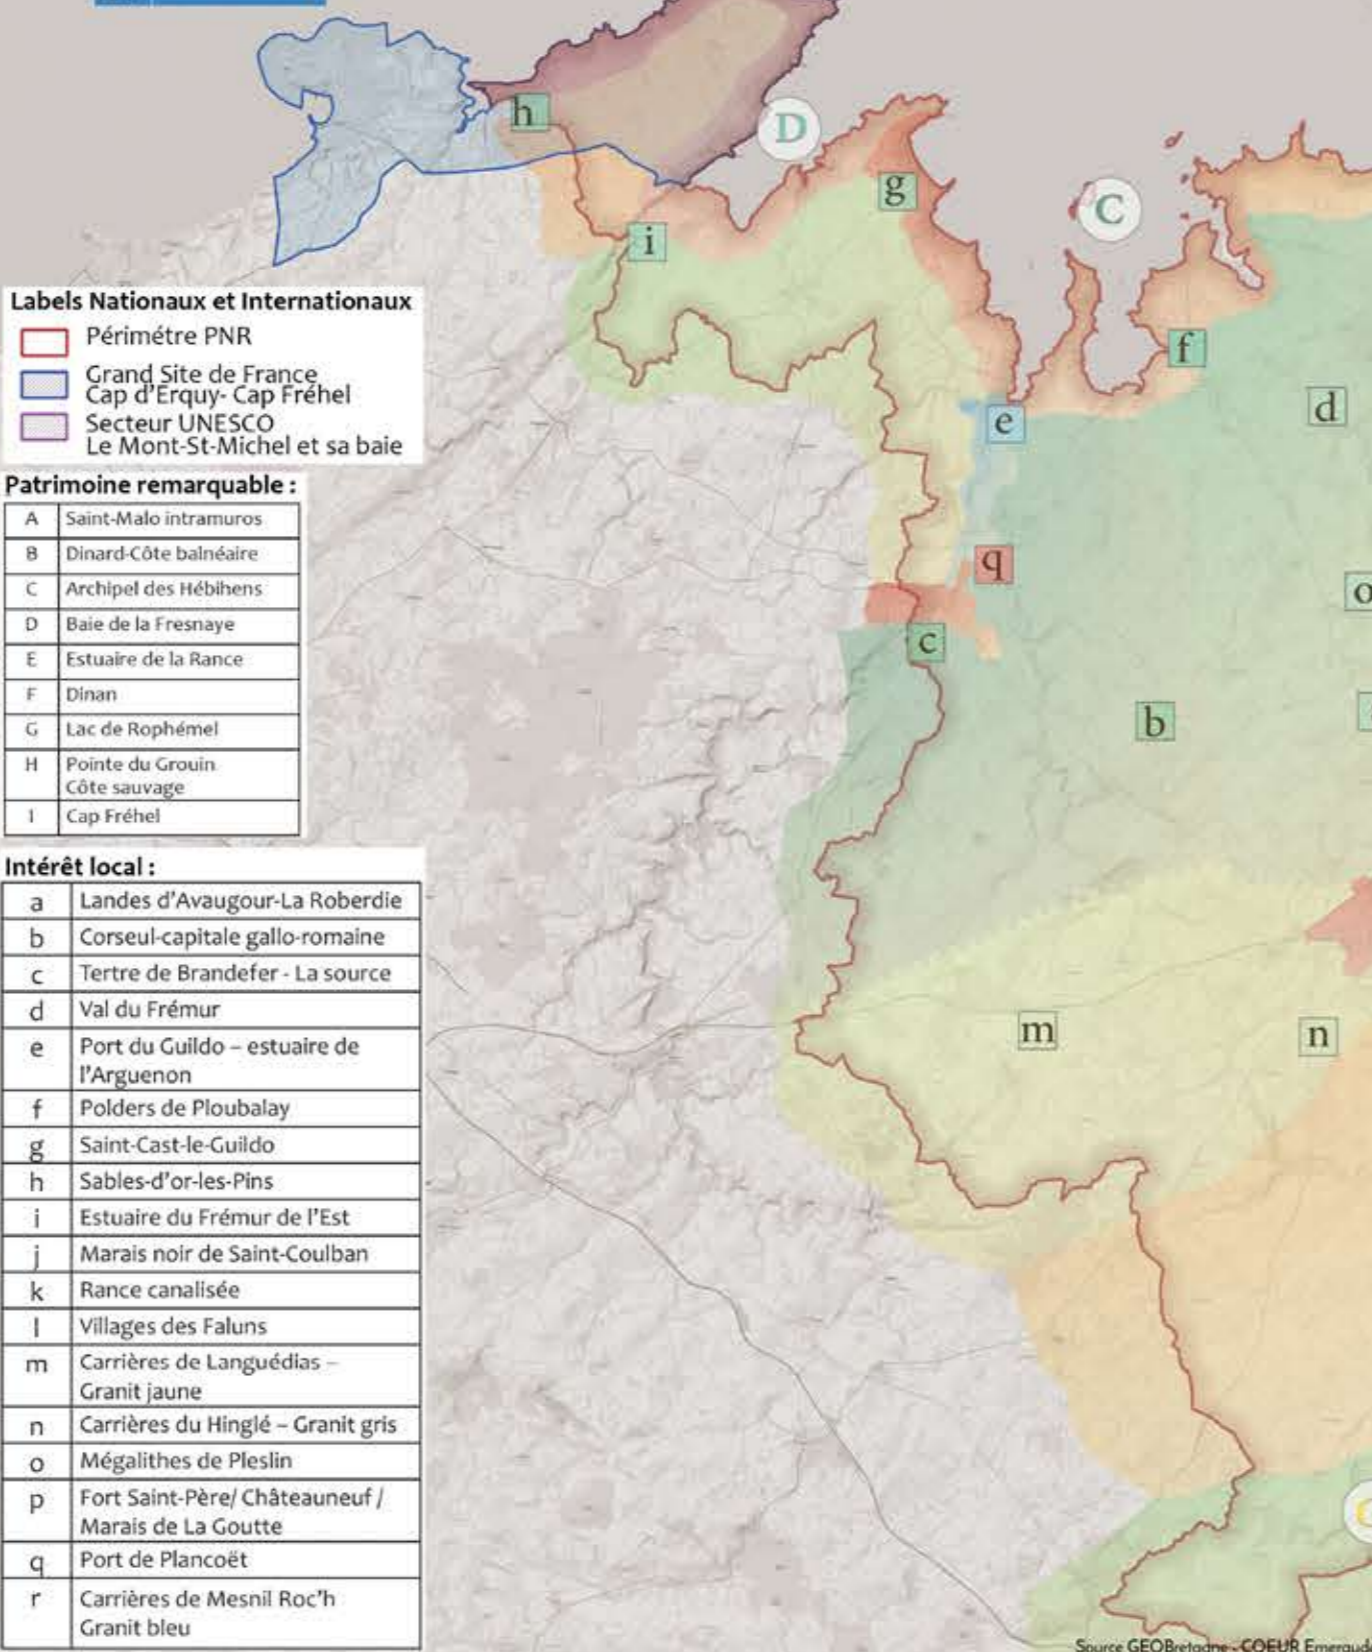 h
D
g
C
i
f
e
d
q
o
c
b
m
n
Labels Nationaux et Internationaux
Périmétre PNR
Grand Site de France
Cap d'Erquy- Cap Fréhel
Secteur UNESCO
Le Mont-St-Michel et sa baie
Patrimoine remarquable :
A Saint-Malo intramuros
B Dinard-Côte balnéaire
C Archipel des Hébihens
D Baie de la Fresnaye
E Estuaire de la Rance
F Dinan
G Lac de Rophémel
H Pointe du Grouin
Côte sauvage
I Cap Fréhel
Intérêt local :
a Landes d'Avaugour-La Roberdie
b Corseul-capitale gallo-romaine
c Tertre de Brandefer - La source
d Val du Frémur
e Port du Guildo – estuaire de
l'Arguenon
f Polders de Ploubalay
g Saint-Cast-le-Guildo
h Sables-d'or-les-Pins
i Estuaire du Frémur de l'Est
j Marais noir de Saint-Coulban
k Rance canalisée
l Villages des Faluns
m Carrières de Languédias –
Granit jaune
n Carrières du Hinglé – Granit gris
o Mégalithes de Pleslin
p Fort Saint-Père/ Châteauneuf /
Marais de La Goutte
q Port de Plancoët
r Carrières de Mesnil Roc'h
Granit bleu
Source GEOBretagne - COEUR Emeraud